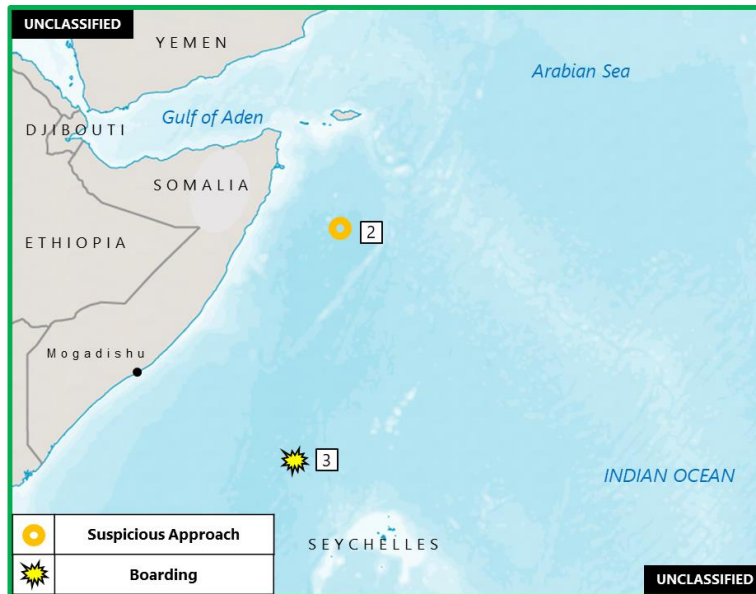 UNCLASSIFIED
YEMEN
Arabian Sea
Gulf of Aden
DJIBOUTI
SOMALIA
2
ETHIOPIA
Mogadishu
3
INDIAN OCEAN
Suspicious Approach
SEYCHELLES
Boarding
UNCLASSIFIED